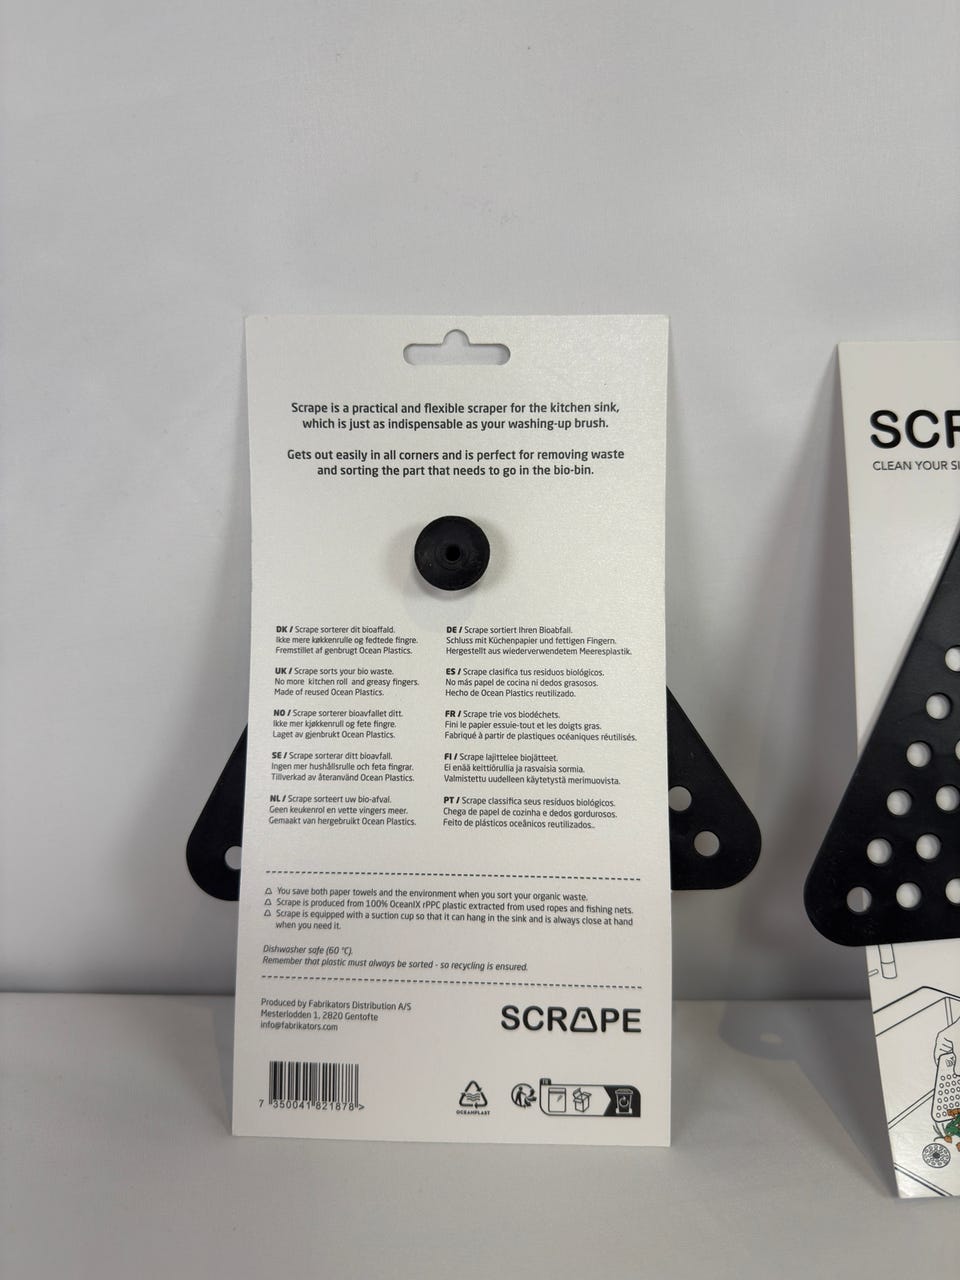 Scrape is a practical and flexible scraper for the kitchen sink,
which is just as indispensable as your washing-up brush.
Gets out easily in all corners and is perfect for removing waste
and sorting the part that needs to go in the bio-bin.
DK / Scrape sorterer dit bioaffald.
Ikke mere køkkenrulle og fedtede fingre.
Fremstillet af genbrugt Ocean Plastics.
UK / Scrape sorts your bio waste.
No more kitchen roll and greasy fingers.
Made of reused Ocean Plastics.
NO / Scrape sorterer bioavfallet ditt.
Ikke mer kjøkkenrull og fete fingre.
Laget av gjenbrukt Ocean Plastics.
SE / Scrape sorterar ditt bioavfall.
Ingen mer hushållsrulle och feta fingrar.
Tillverkad av återanvänd Ocean Plastics.
NL / Scrape sorteert uw bio-afval.
Geen keukenrol en vette vingers meer.
Gemaakt van hergebruikt Ocean Plastics.
DE / Scrape sortiert Ihren Bioabfall.
Schluss mit Küchenpapier und fettigen Fingern.
Hergestellt aus wiederverwendetem Meeresplastik.
ES / Scrape clasifica tus residuos biológicos.
No más papel de cocina ni dedos grasosos.
Hecho de Ocean Plastics reutilizado.
FR / Scrape trie vos biodéchets.
Fini le papier essuie-tout et les doigts gras.
Fabriqué à partir de plastiques océaniques réutilisés.
FI / Scrape lajittelee biojätteet.
Ei enää keittiörullia ja rasvaisia sormia.
Valmistettu uudelleen käytetystä merimuovista.
PT / Scrape classifica seus resíduos biológicos.
Chega de papel de cozinha e dedos gordurosos.
Feito de plásticos oceânicos reutilizados..
You save both paper towels and the environment when you sort your organic waste.
Scrape is produced from 100% OceanIX rPPC plastic extracted from used ropes and fishing nets.
Scrape is equipped with a suction cup so that it can hang in the sink and is always close at hand
when you need it.
Dishwasher safe (60 °C).
Remember that plastic must always be sorted - so recycling is ensured.
Produced by Fabrikators Distribution A/S
Mesterlodden 1, 2820 Gentofte
info@fabrikators.com
SCRAPE
7 350041 821878 >
OCEANPLAST
FR
SCR
CLEAN YOUR SI